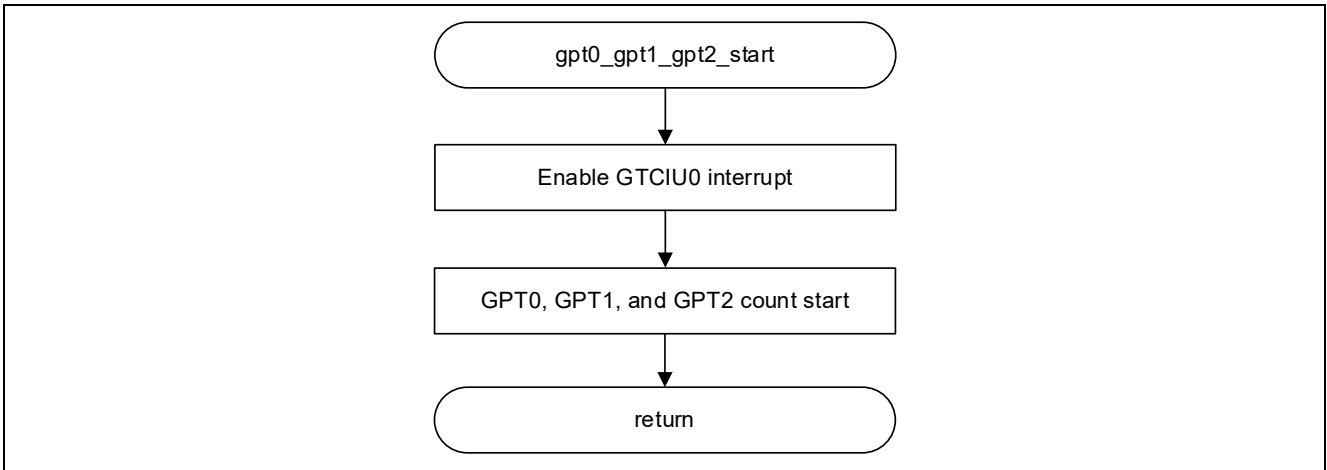 gpt0_gpt1_gpt2_start
Enable GTCIU0 interrupt
GPT0, GPT1, and GPT2 count start
return